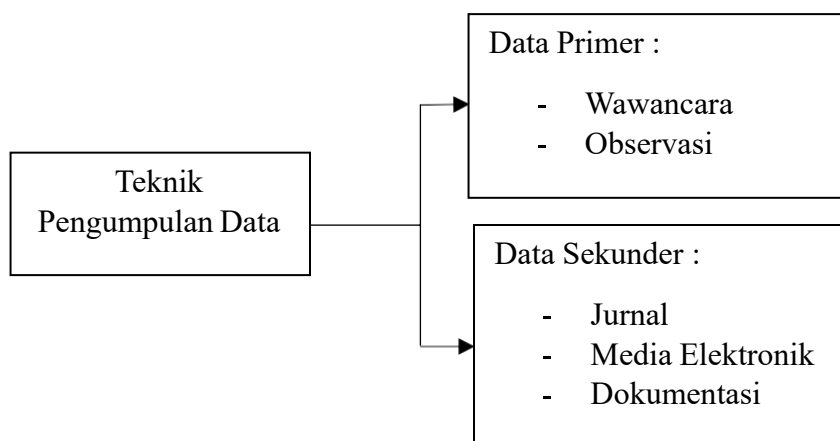 Teknik
Pengumpulan Data
Data Primer :
- Wawancara
- Observasi
Data Sekunder :
- Jurnal
- Media Elektronik
- Dokumentasi